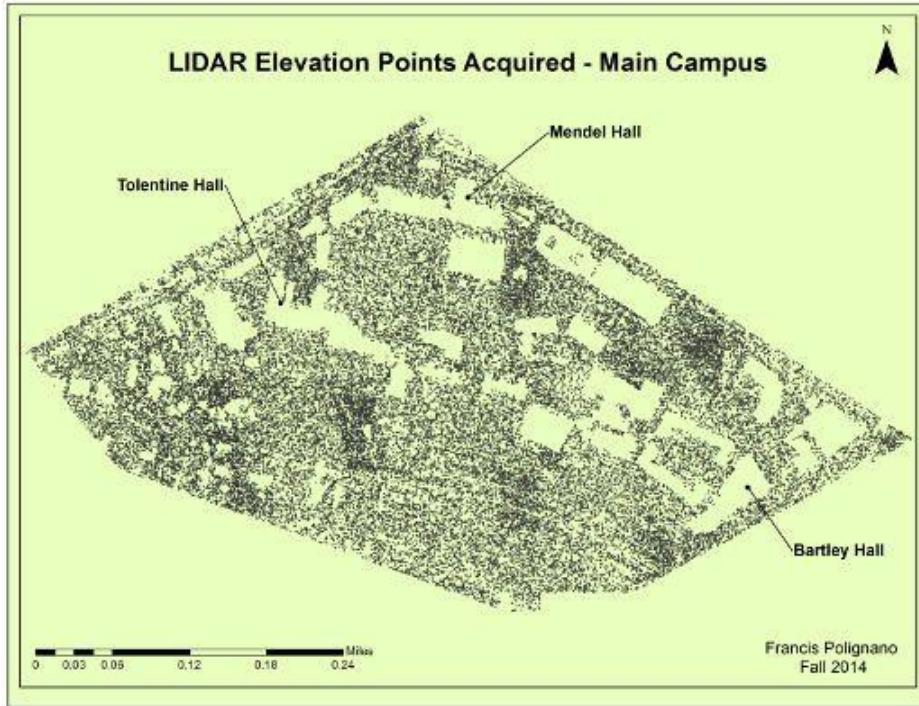 N
LIDAR Elevation Points Acquired - Main Campus
Mendel Hall
Tolentine Hall
Bartley Hall
Miles
0 0.03 0.06 0.12 0.18 0.24
Francis Polignano
Fall 2014